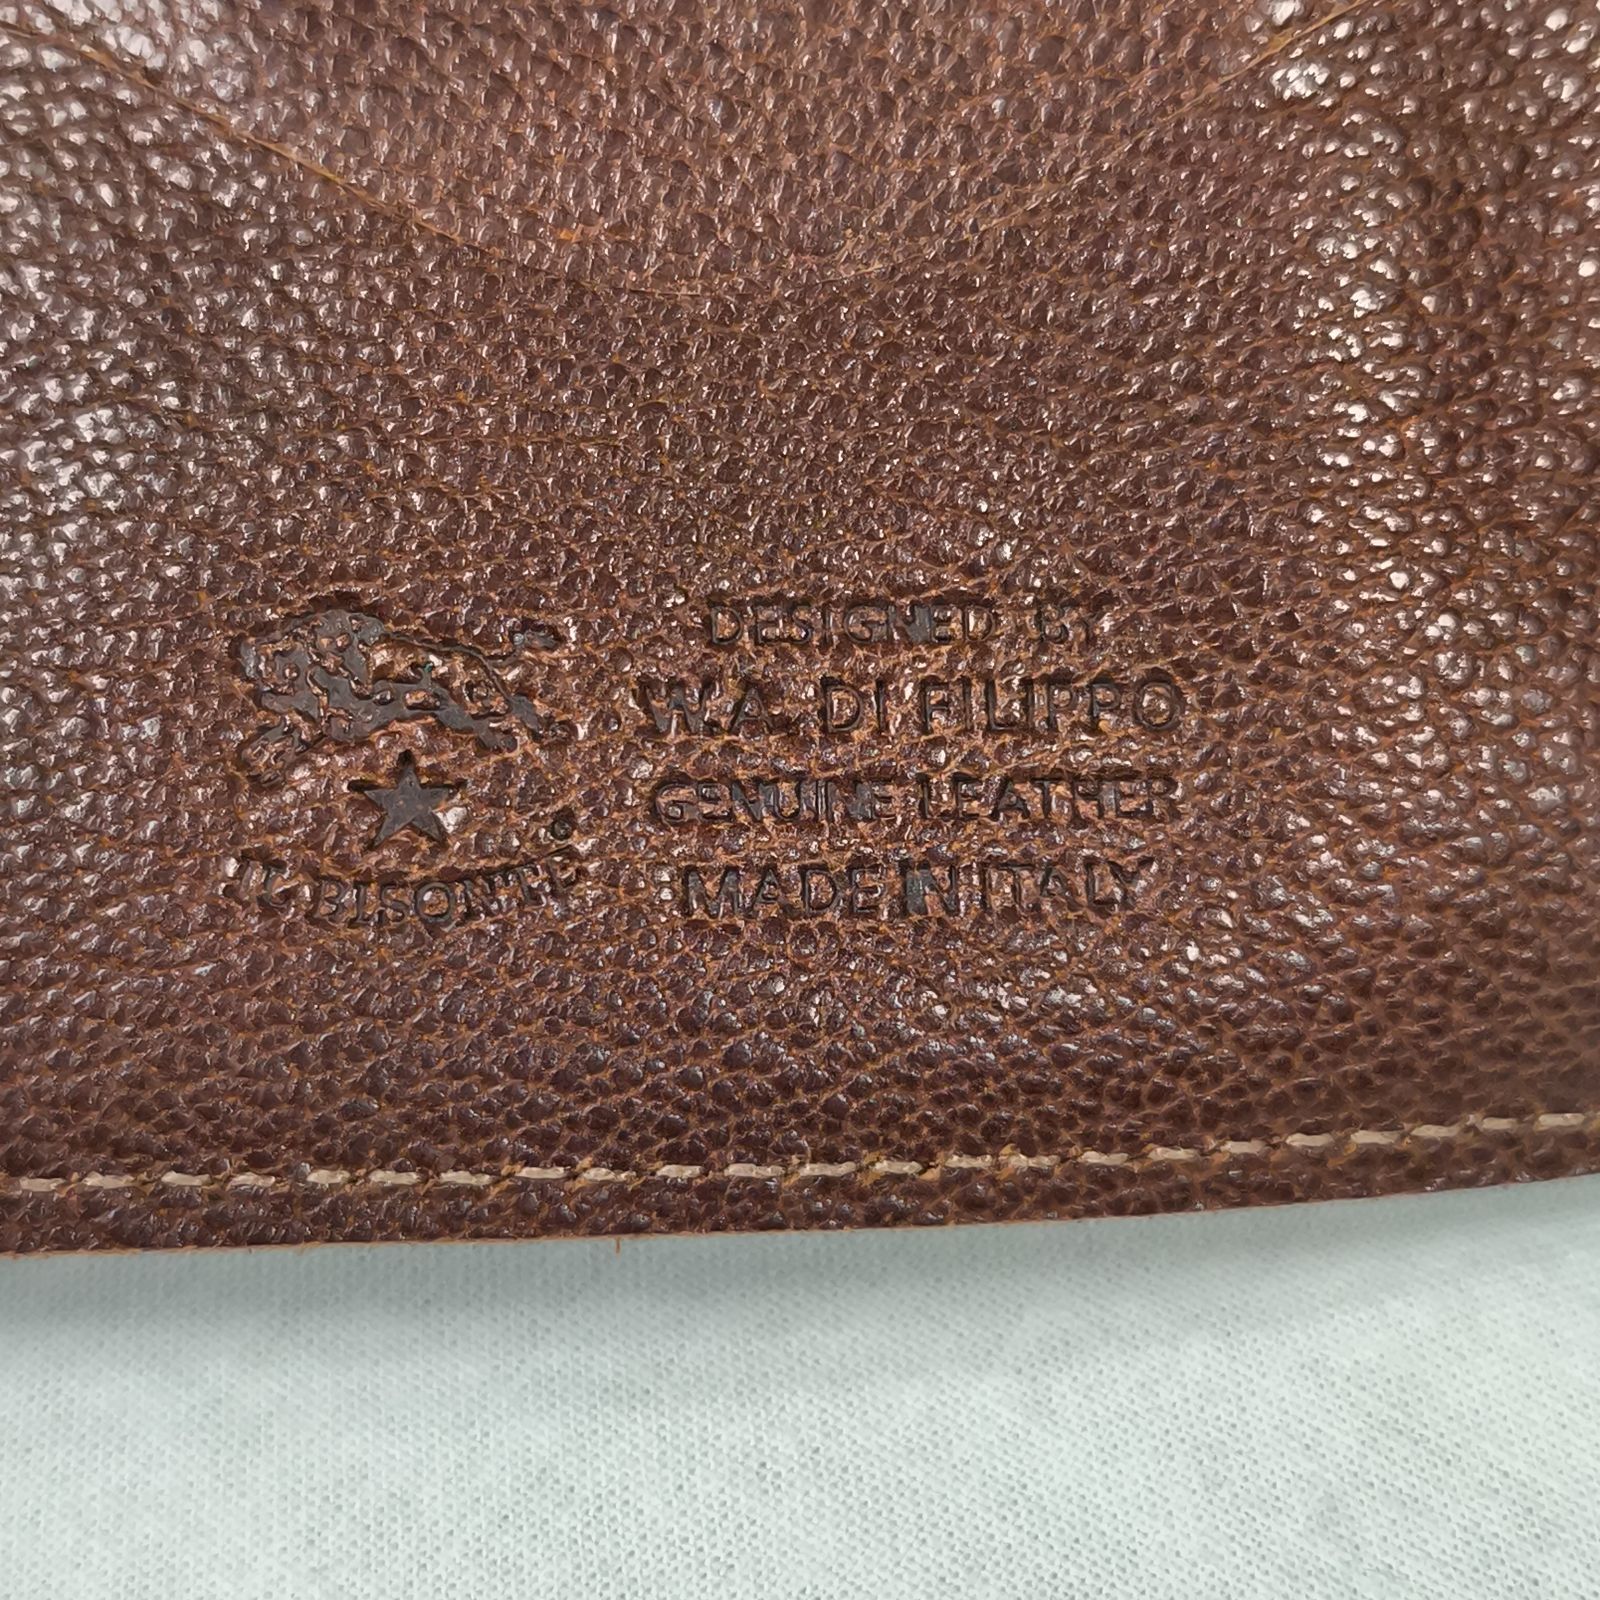 IL BISONTE
DESIGNED BY
W.A. DI FILIPPO
GENUINE LEATHER
MADE IN ITALY